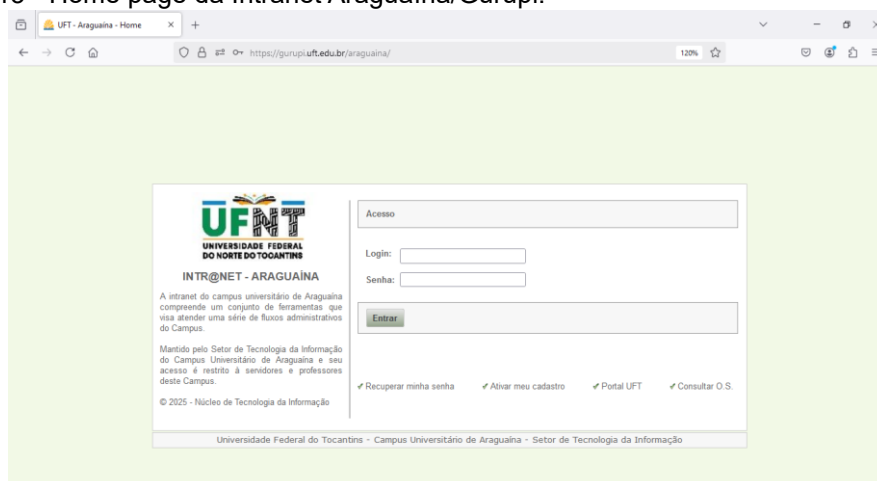 Home page da Intranet Araguaína/Gurupi.
UFT - Araguaina - Home
https://gurupi.uft.edu.br/araguaina/
120%
UFNT
UNIVERSIDADE FEDERAL
DO NORTE DO TOCANTINS
INTR@NET - ARAGUAÍNA
A intranet do campus universitário de Araguaína
compreende um conjunto de ferramentas que
visa atender uma série de fluxos administrativos
do Campus.
Mantido pelo Setor de Tecnologia da Informação
do Campus Universitário de Araguaína e seu
acesso é restrito à servidores e professores
deste Campus.
© 2025 - Núcleo de Tecnologia da Informação
Acesso
Login:
Senha:
Entrar
Recuperar minha senha
Ativar meu cadastro
Portal UFT
Consultar O.S.
Universidade Federal do Tocantins - Campus Universitário de Araguaína - Setor de Tecnologia da Informação